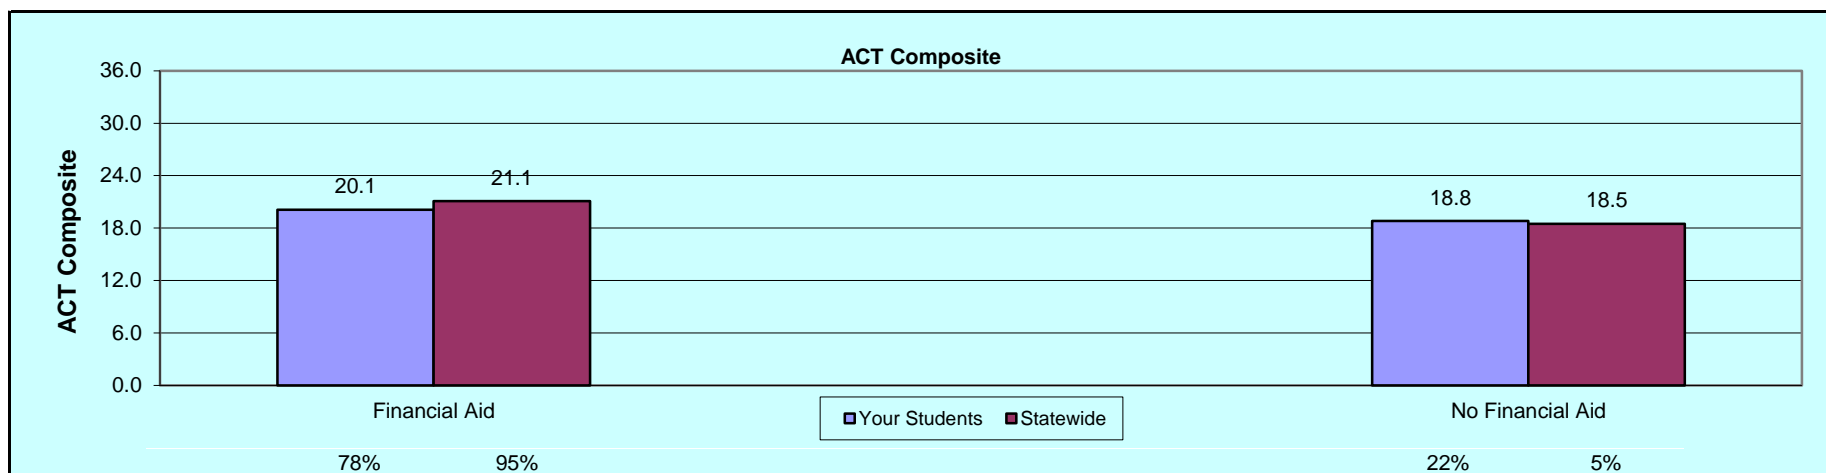 ACT Composite
36.0
30.0
24.0
18.0
12.0
6.0
0.0
ACT Composite
20.1 21.1 18.8 18.5
Financial Aid No Financial Aid
Your Students Statewide
78% 95% 22% 5%